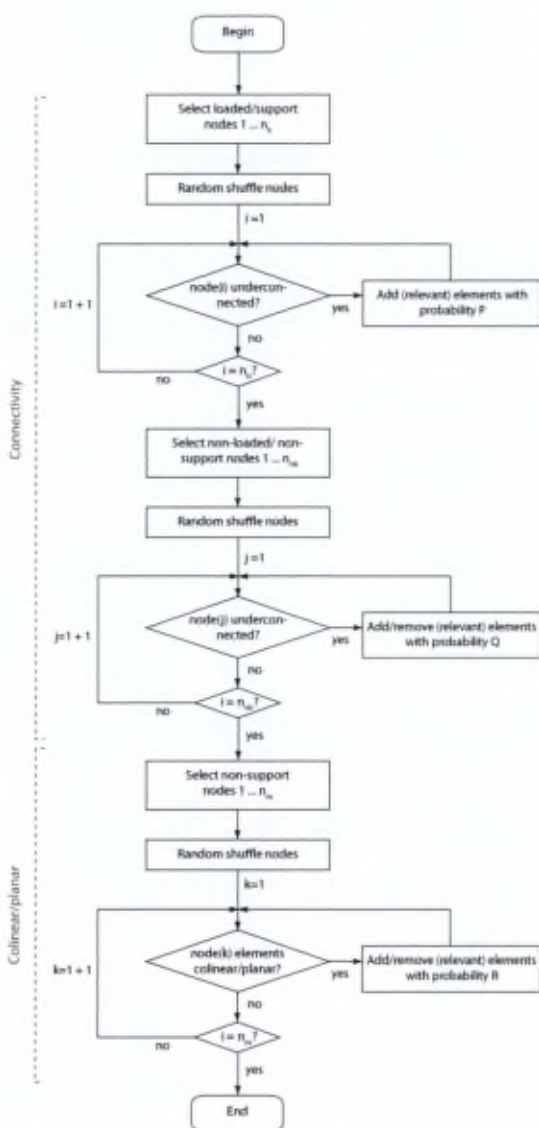 Begin
Select loaded/support
nodes 1 ... n
Random shuffle nodes
i=1
node(i) undercon-
nected?
yes
Add (relevant) elements with
probability P
i=1 + 1
no
i = n ?
no
yes
Connectivity
Select non-loaded/ non-
support nodes 1 ... n
Random shuffle nodes
j=1
node(j) undercon-
nected?
yes
Add/remove (relevant) elements
with probability Q
j=1 + 1
no
i = n ?
no
yes
Select non-support
nodes 1 ... n
Random shuffle nodes
k=1
Colinear/planar
node(k) elements
colinear/planar?
yes
Add/remove (relevant) elements
with probability R
k=1 + 1
no
i = n ?
no
yes
End